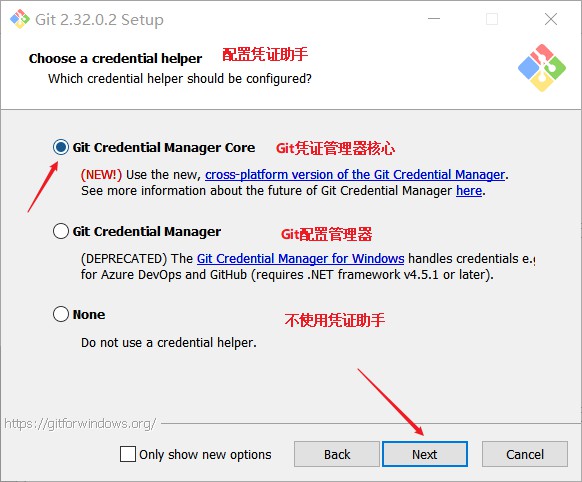 Git 2.32.0.2 Setup
Choose a credential helper 配置凭证助手
Which credential helper should be configured?
Git Credential Manager Core Git凭证管理器核心
(NEW!) Use the new, cross-platform version of the Git Credential Manager.
See more information about the future of Git Credential Manager here.
Git Credential Manager Git配置管理器
(DEPRECATED) The Git Credential Manager for Windows handles credentials e.g
for Azure DevOps and GitHub (requires .NET framework v4.5.1 or later).
None 不使用凭证助手
Do not use a credential helper.
https://gitforwindows.org/
Only show new options Back Next Cancel